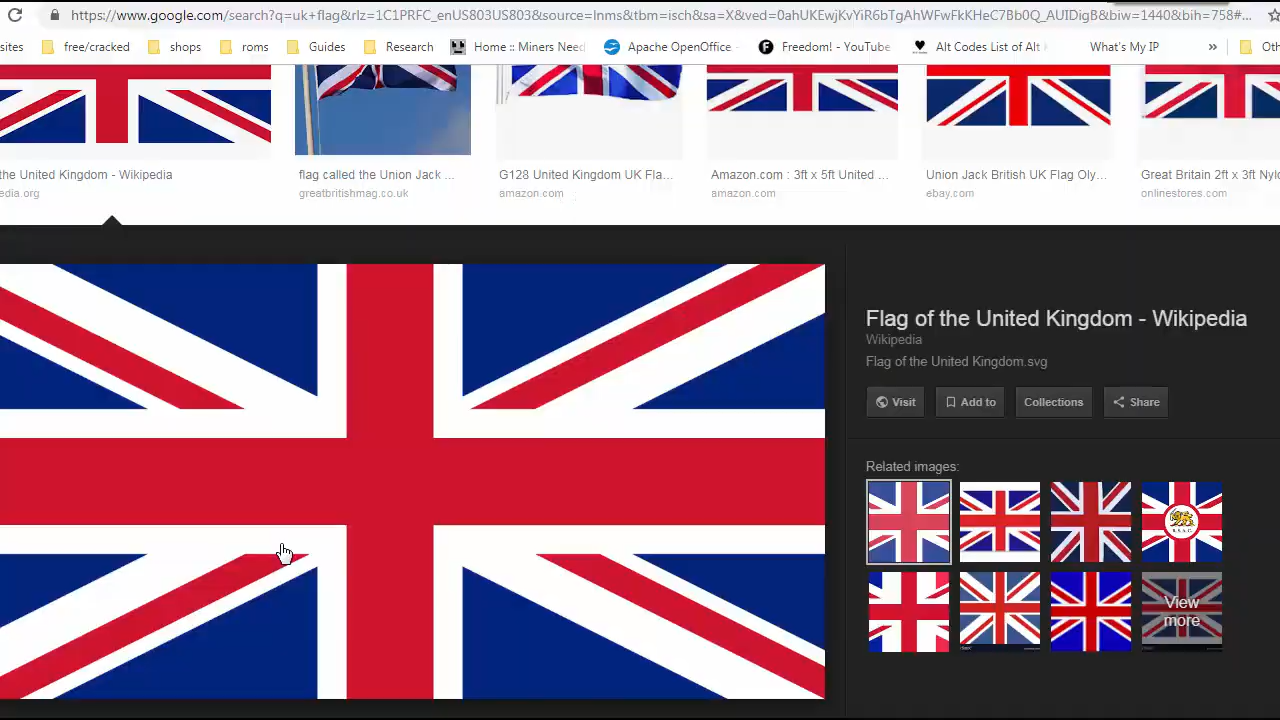 https://www.google.com/search?q=uk+flag&rlz=1C1PRFC_enUS803US803&source=lnms&tbm=isch&sa=X&ved=0ahUKEwjKvYiR6bTgAhWFwFkKHeC7Bb0Q_AUIDigB&biw=1440&bih=758#...
sites free/cracked shops roms Guides Research Home :: Miners Need Apache OpenOffice Freedom! - YouTube Alt Codes List of Alt What's My IP »
the United Kingdom - Wikipedia flag called the Union Jack ... G128 United Kingdom UK Fla... Amazon.com : 3ft x 5ft United ... Union Jack British UK Flag Oly... Great Britain 2ft x 3ft Nylo
pedia.org greatbritishmag.co.uk amazon.com amazon.com ebay.com onlinestores.com
Flag of the United Kingdom - Wikipedia
Wikipedia
Flag of the United Kingdom.svg
Visit Add to Collections Share
Related images:
View
more